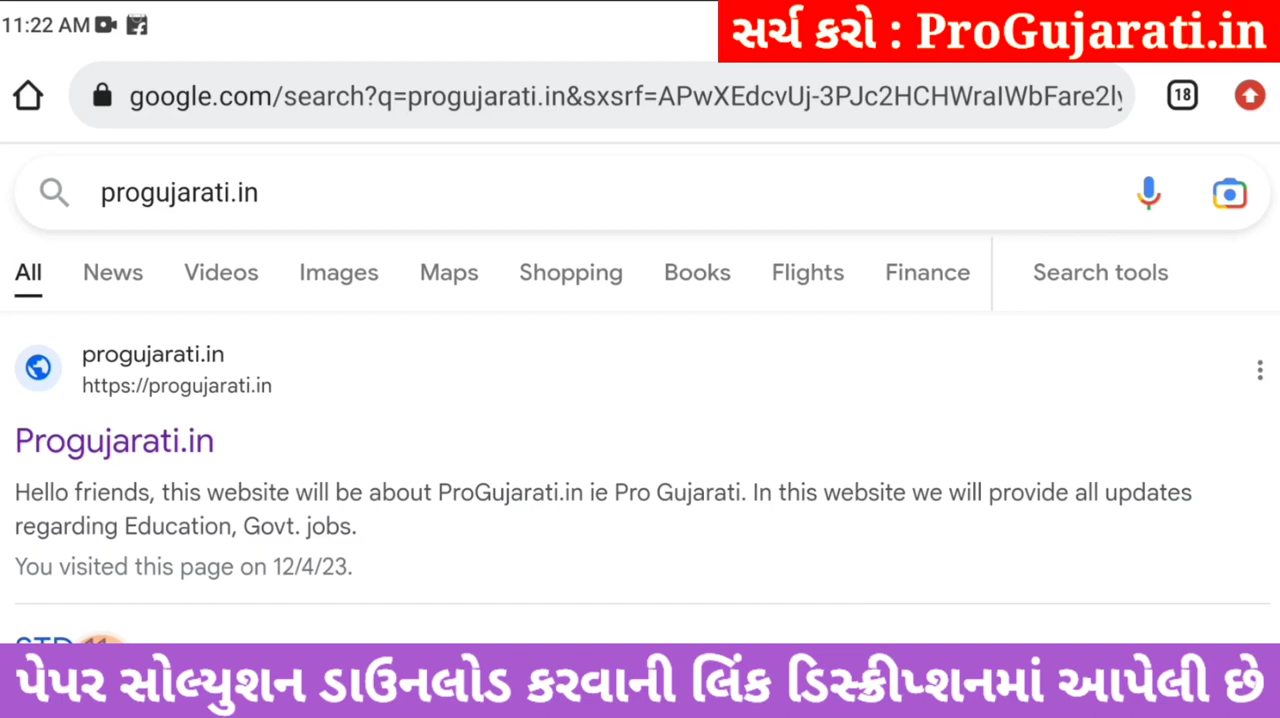 11:22 AM
સર્ચ કરો : ProGujarati.in
google.com/search?q=progujarati.in&sxsrf=APwXEdcvUj-3PJc2HCHWraIWbFare2ly
18
progujarati.in
All News Videos Images Maps Shopping Books Flights Finance Search tools
progujarati.in
https://progujarati.in
Progujarati.in
Hello friends, this website will be about ProGujarati.in ie Pro Gujarati. In this website we will provide all updates
regarding Education, Govt. jobs.
You visited this page on 12/4/23.
પેપર સોલ્યુશન ડાઉનલોડ કરવાની લિંક ડિસ્ક્રીપ્શનમાં આપેલી છે